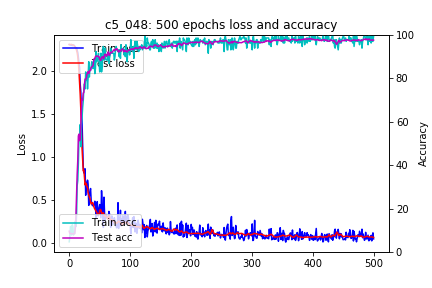 c5_048: 500 epochs loss and accuracy
Train loss
Test loss
Train acc
Test acc
Loss
Accuracy
2.0
1.5
1.0
0.5
0.0
100
80
60
40
20
0
0
100
200
300
400
500